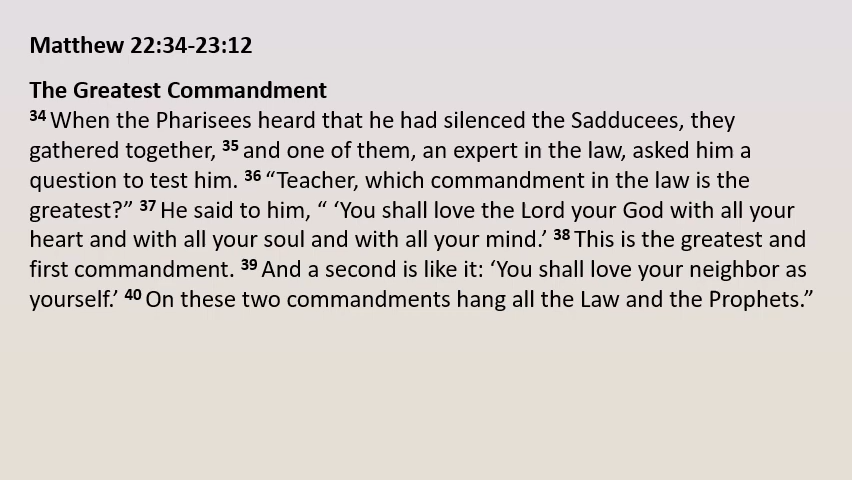 Matthew 22:34-23:12
The Greatest Commandment
34 When the Pharisees heard that he had silenced the Sadducees, they
gathered together, 35 and one of them, an expert in the law, asked him a
question to test him. 36 “Teacher, which commandment in the law is the
greatest?” 37 He said to him, “ ‘You shall love the Lord your God with all your
heart and with all your soul and with all your mind.’ 38 This is the greatest and
first commandment. 39 And a second is like it: ‘You shall love your neighbor as
yourself.’ 40 On these two commandments hang all the Law and the Prophets.”